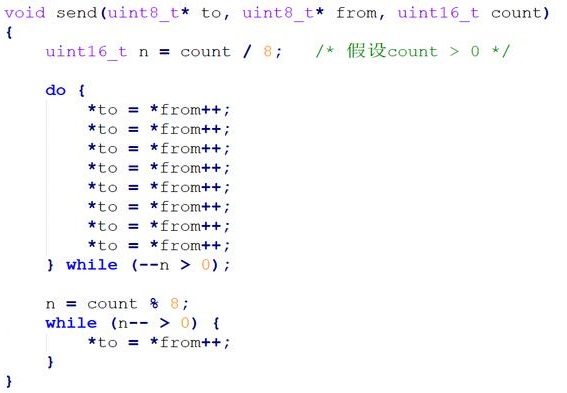 void send(uint8_t* to, uint8_t* from, uint16_t count)
{
    uint16_t n = count / 8;   /* 假设count > 0 */

    do {
        *to = *from++;
        *to = *from++;
        *to = *from++;
        *to = *from++;
        *to = *from++;
        *to = *from++;
        *to = *from++;
        *to = *from++;
    } while (--n > 0);

    n = count % 8;
    while (n-- > 0) {
        *to = *from++;
    }
}